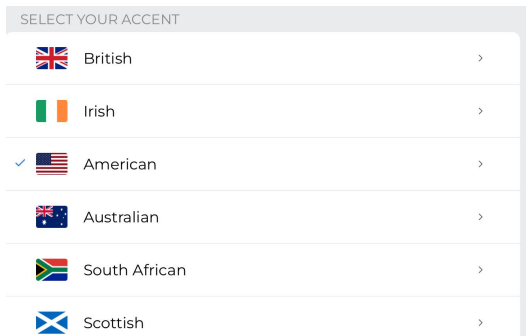 SELECT YOUR ACCENT
British
Irish
American
Australian
South African
Scottish